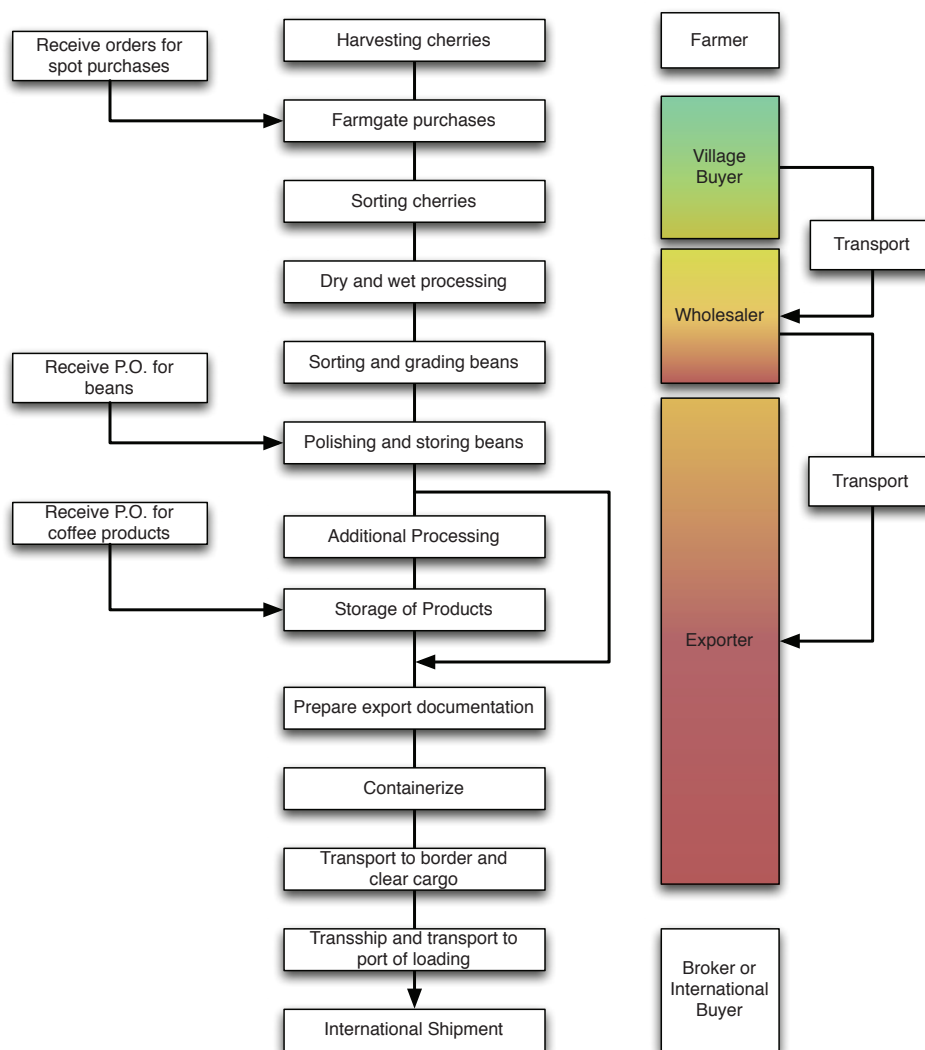 Receive orders for
spot purchases
Receive P.O. for
beans
Receive P.O. for
coffee products
Harvesting cherries
Farmgate purchases
Sorting cherries
Dry and wet processing
Sorting and grading beans
Polishing and storing beans
Additional Processing
Storage of Products
Prepare export documentation
Containerize
Transport to border and
clear cargo
Transship and transport to
port of loading
International Shipment
Farmer
Village
Buyer
Wholesaler
Exporter
Broker or
International
Buyer
Transport
Transport